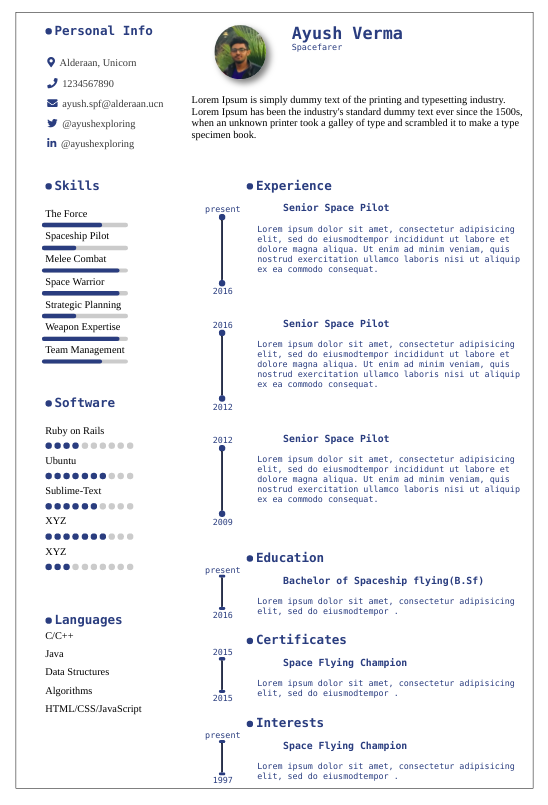 Personal Info
Alderaan, Unicorn
1234567890
ayush.spf@alderaan.ucn
@ayushexploring
@ayushexploring
Ayush Verma
Spacefarer
Lorem Ipsum is simply dummy text of the printing and typesetting industry.
Lorem Ipsum has been the industry's standard dummy text ever since the 1500s,
when an unknown printer took a galley of type and scrambled it to make a type
specimen book.
Skills
The Force
Spaceship Pilot
Melee Combat
Space Warrior
Strategic Planning
Weapon Expertise
Team Management
Software
Ruby on Rails
Ubuntu
Sublime-Text
XYZ
XYZ
Languages
C/C++
Java
Data Structures
Algorithms
HTML/CSS/JavaScript
Experience
present
2016
Senior Space Pilot
Lorem ipsum dolor sit amet, consectetur adipisicing
elit, sed do eiusmodtempor incididunt ut labore et
dolore magna aliqua. Ut enim ad minim veniam, quis
nostrud exercitation ullamco laboris nisi ut aliquip
ex ea commodo consequat.
2016
2012
Senior Space Pilot
Lorem ipsum dolor sit amet, consectetur adipisicing
elit, sed do eiusmodtempor incididunt ut labore et
dolore magna aliqua. Ut enim ad minim veniam, quis
nostrud exercitation ullamco laboris nisi ut aliquip
ex ea commodo consequat.
2012
2009
Senior Space Pilot
Lorem ipsum dolor sit amet, consectetur adipisicing
elit, sed do eiusmodtempor incididunt ut labore et
dolore magna aliqua. Ut enim ad minim veniam, quis
nostrud exercitation ullamco laboris nisi ut aliquip
ex ea commodo consequat.
Education
present
2016
Bachelor of Spaceship flying(B.Sf)
Lorem ipsum dolor sit amet, consectetur adipisicing
elit, sed do eiusmodtempor .
Certificates
2015
2015
Space Flying Champion
Lorem ipsum dolor sit amet, consectetur adipisicing
elit, sed do eiusmodtempor .
Interests
present
1997
Space Flying Champion
Lorem ipsum dolor sit amet, consectetur adipisicing
elit, sed do eiusmodtempor .